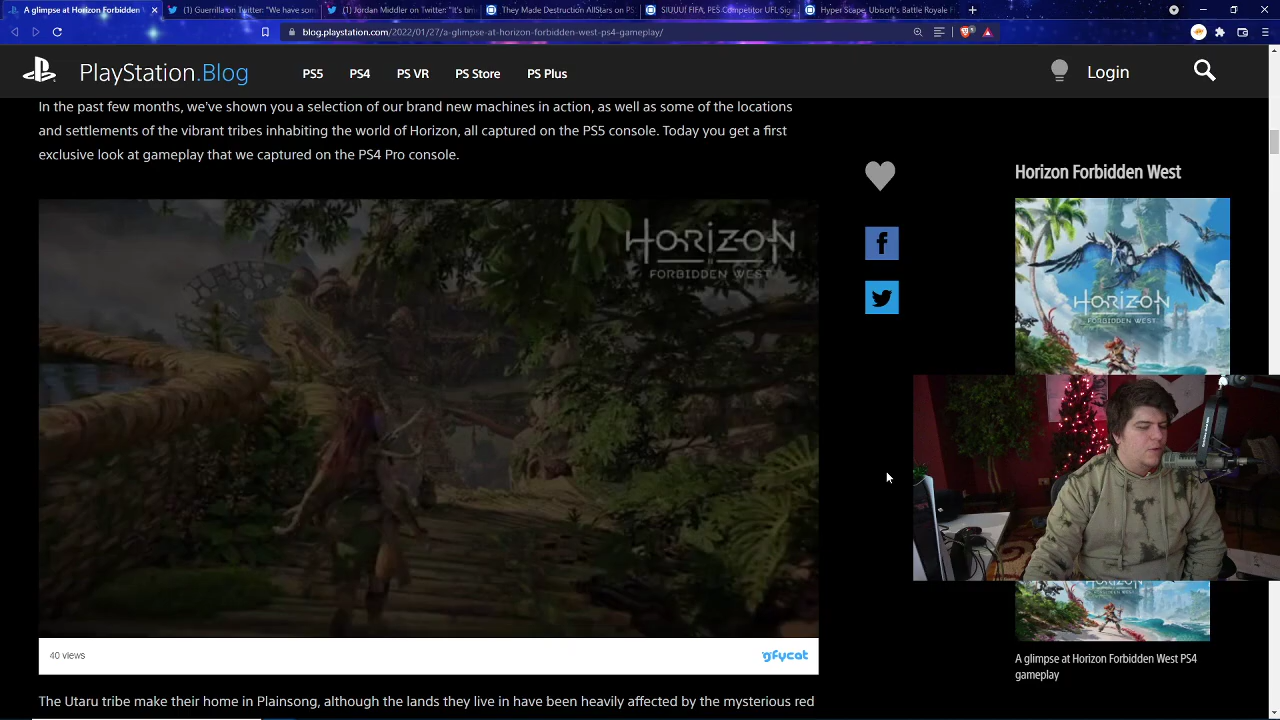 A glimpse at Horizon Forbidden W
(1) Guerrilla on Twitter: "We have som
(1) Jordan Middler on Twitter: "It's tim
They Made Destruction AllStars on PS
SIUUU! FIFA, PES Competitor UFL Sign
Hyper Scape, Ubisoft's Battle Royale F
blog.playstation.com/2022/01/27/a-glimpse-at-horizon-forbidden-west-ps4-gameplay/
PlayStation.Blog
PS5
PS4
PS VR
PS Store
PS Plus
Login
In the past few months, we've shown you a selection of our brand new machines in action, as well as some of the locations
and settlements of the vibrant tribes inhabiting the world of Horizon, all captured on the PS5 console. Today you get a first
exclusive look at gameplay that we captured on the PS4 Pro console.
HORIZON
FORBIDDEN WEST
40 views
gfycat
The Utaru tribe make their home in Plainsong, although the lands they live in have been heavily affected by the mysterious red
Horizon Forbidden West
HORIZON
FORBIDDEN WEST
A glimpse at Horizon Forbidden West PS4
gameplay